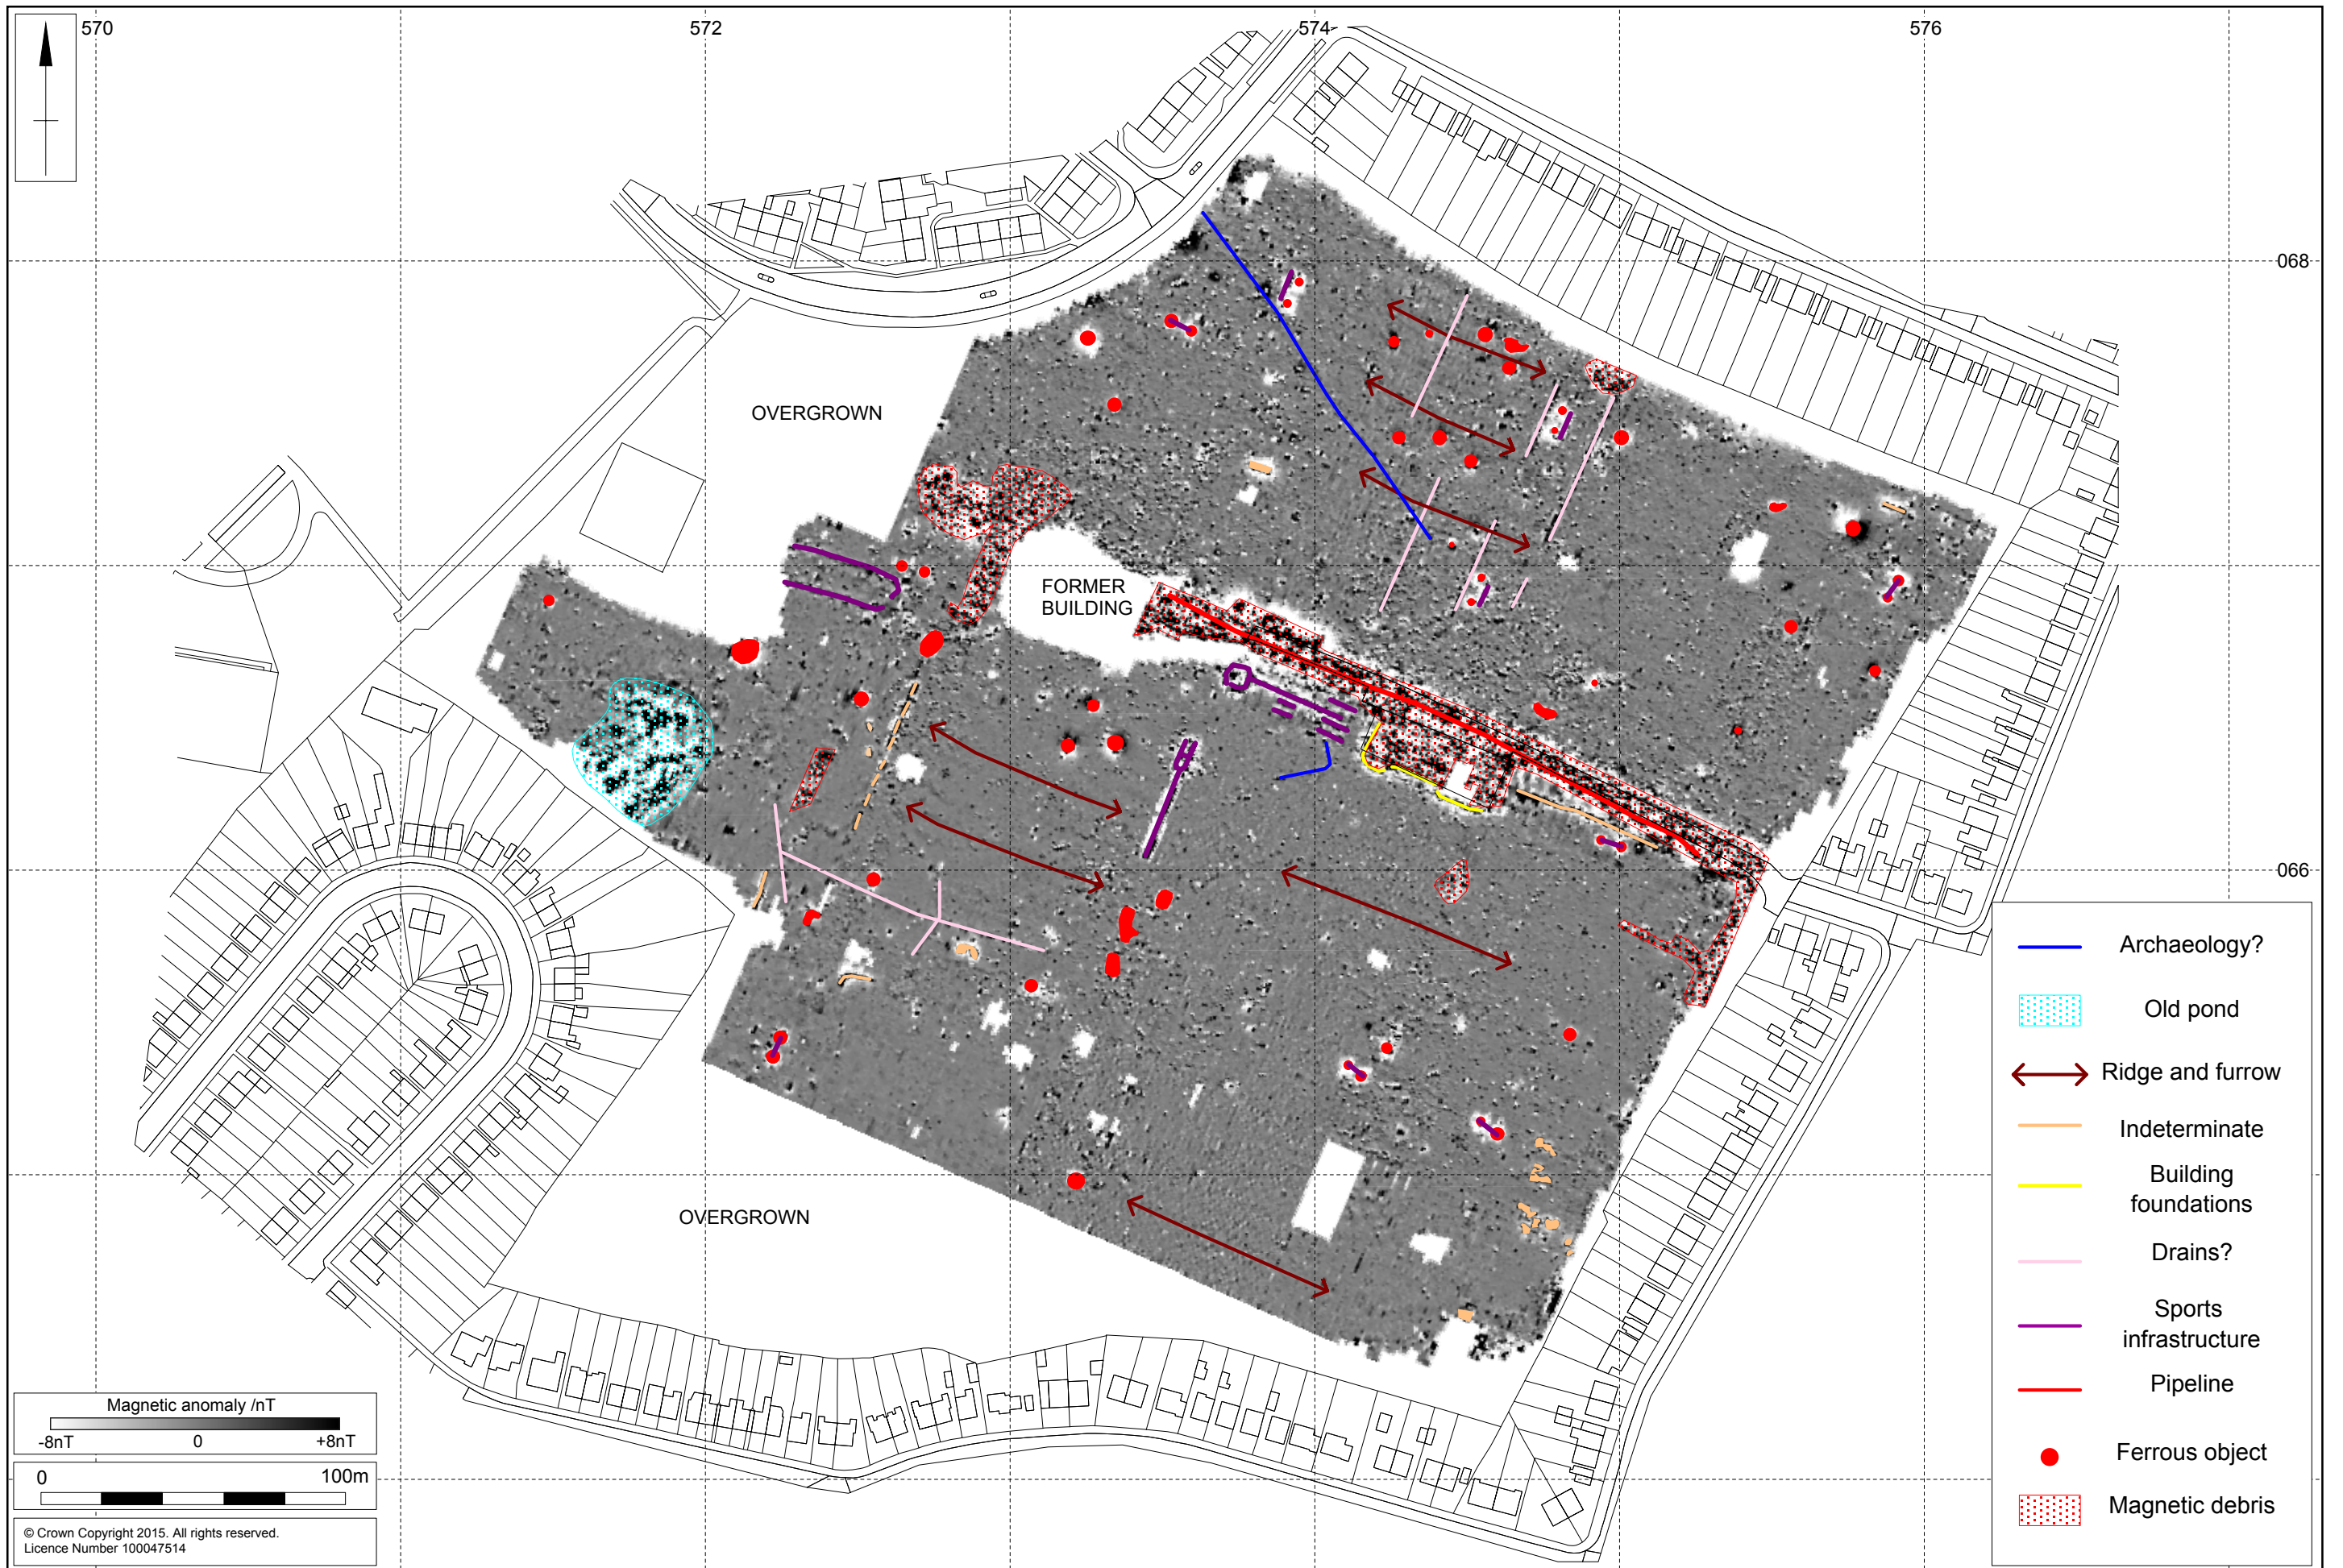 570
572
574
576
068
OVERGROWN
FORMER
BUILDING
066
OVERGROWN
Archaeology?
Old pond
Ridge and furrow
Indeterminate
Building
foundations
Drains?
Sports
infrastructure
Pipeline
Ferrous object
Magnetic debris
Magnetic anomaly /nT
-8nT 0 +8nT
0 100m
© Crown Copyright 2015. All rights reserved.
Licence Number 100047514